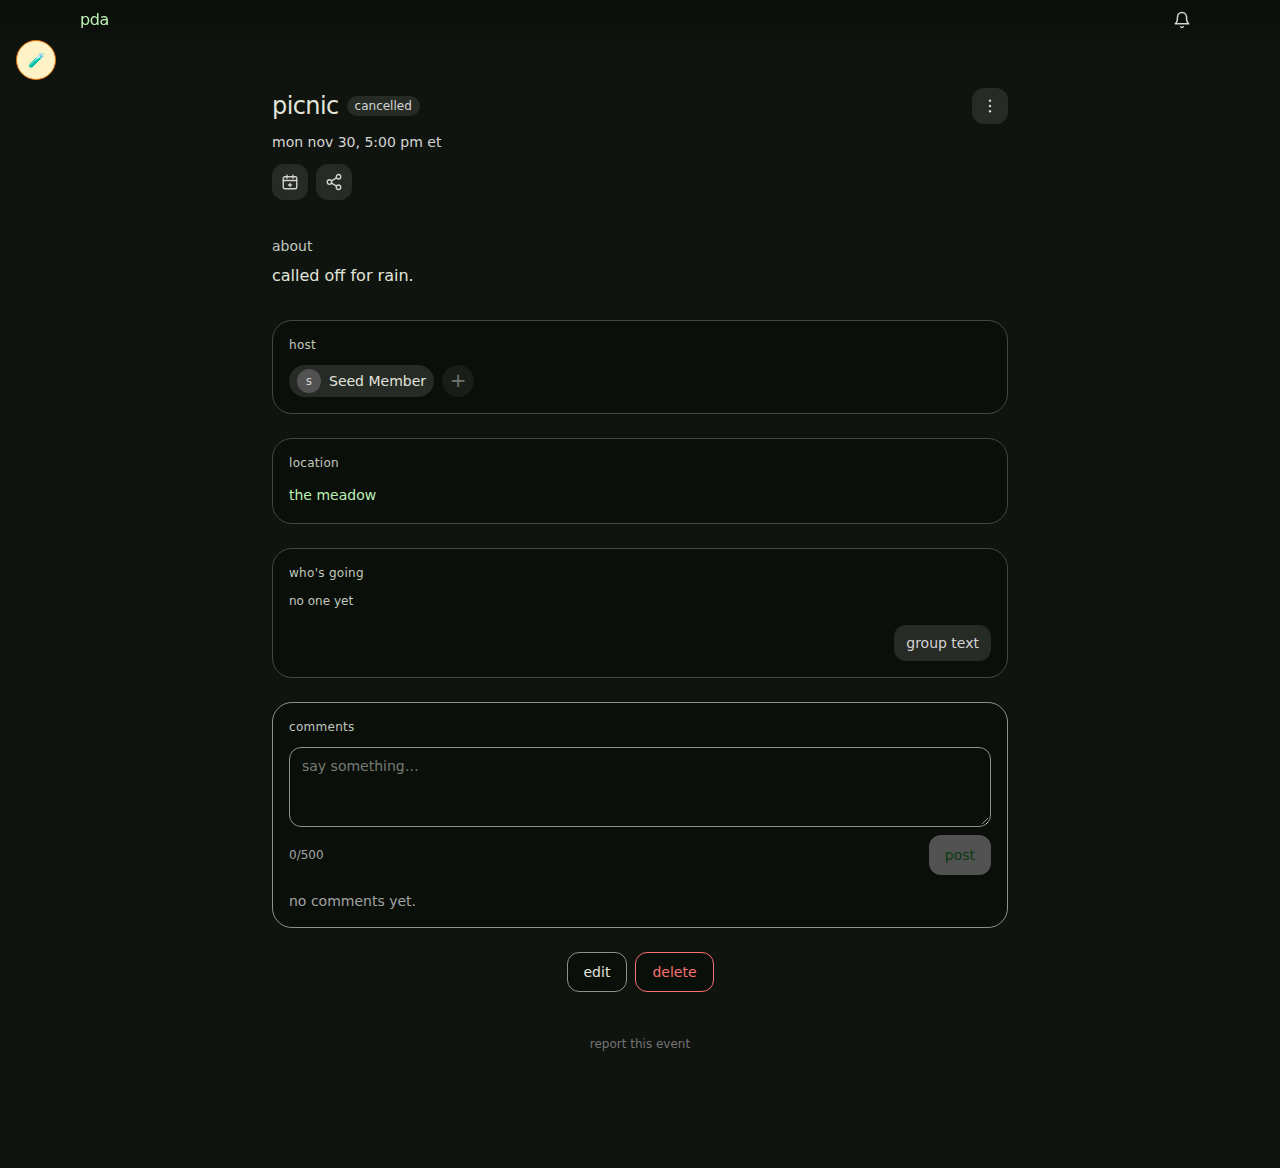 pda
picnic cancelled
mon nov 30, 5:00 pm et
about
called off for rain.
host
s Seed Member +
location
the meadow
who's going
no one yet
group text
comments
say something…
0/500 post
no comments yet.
edit delete
report this event